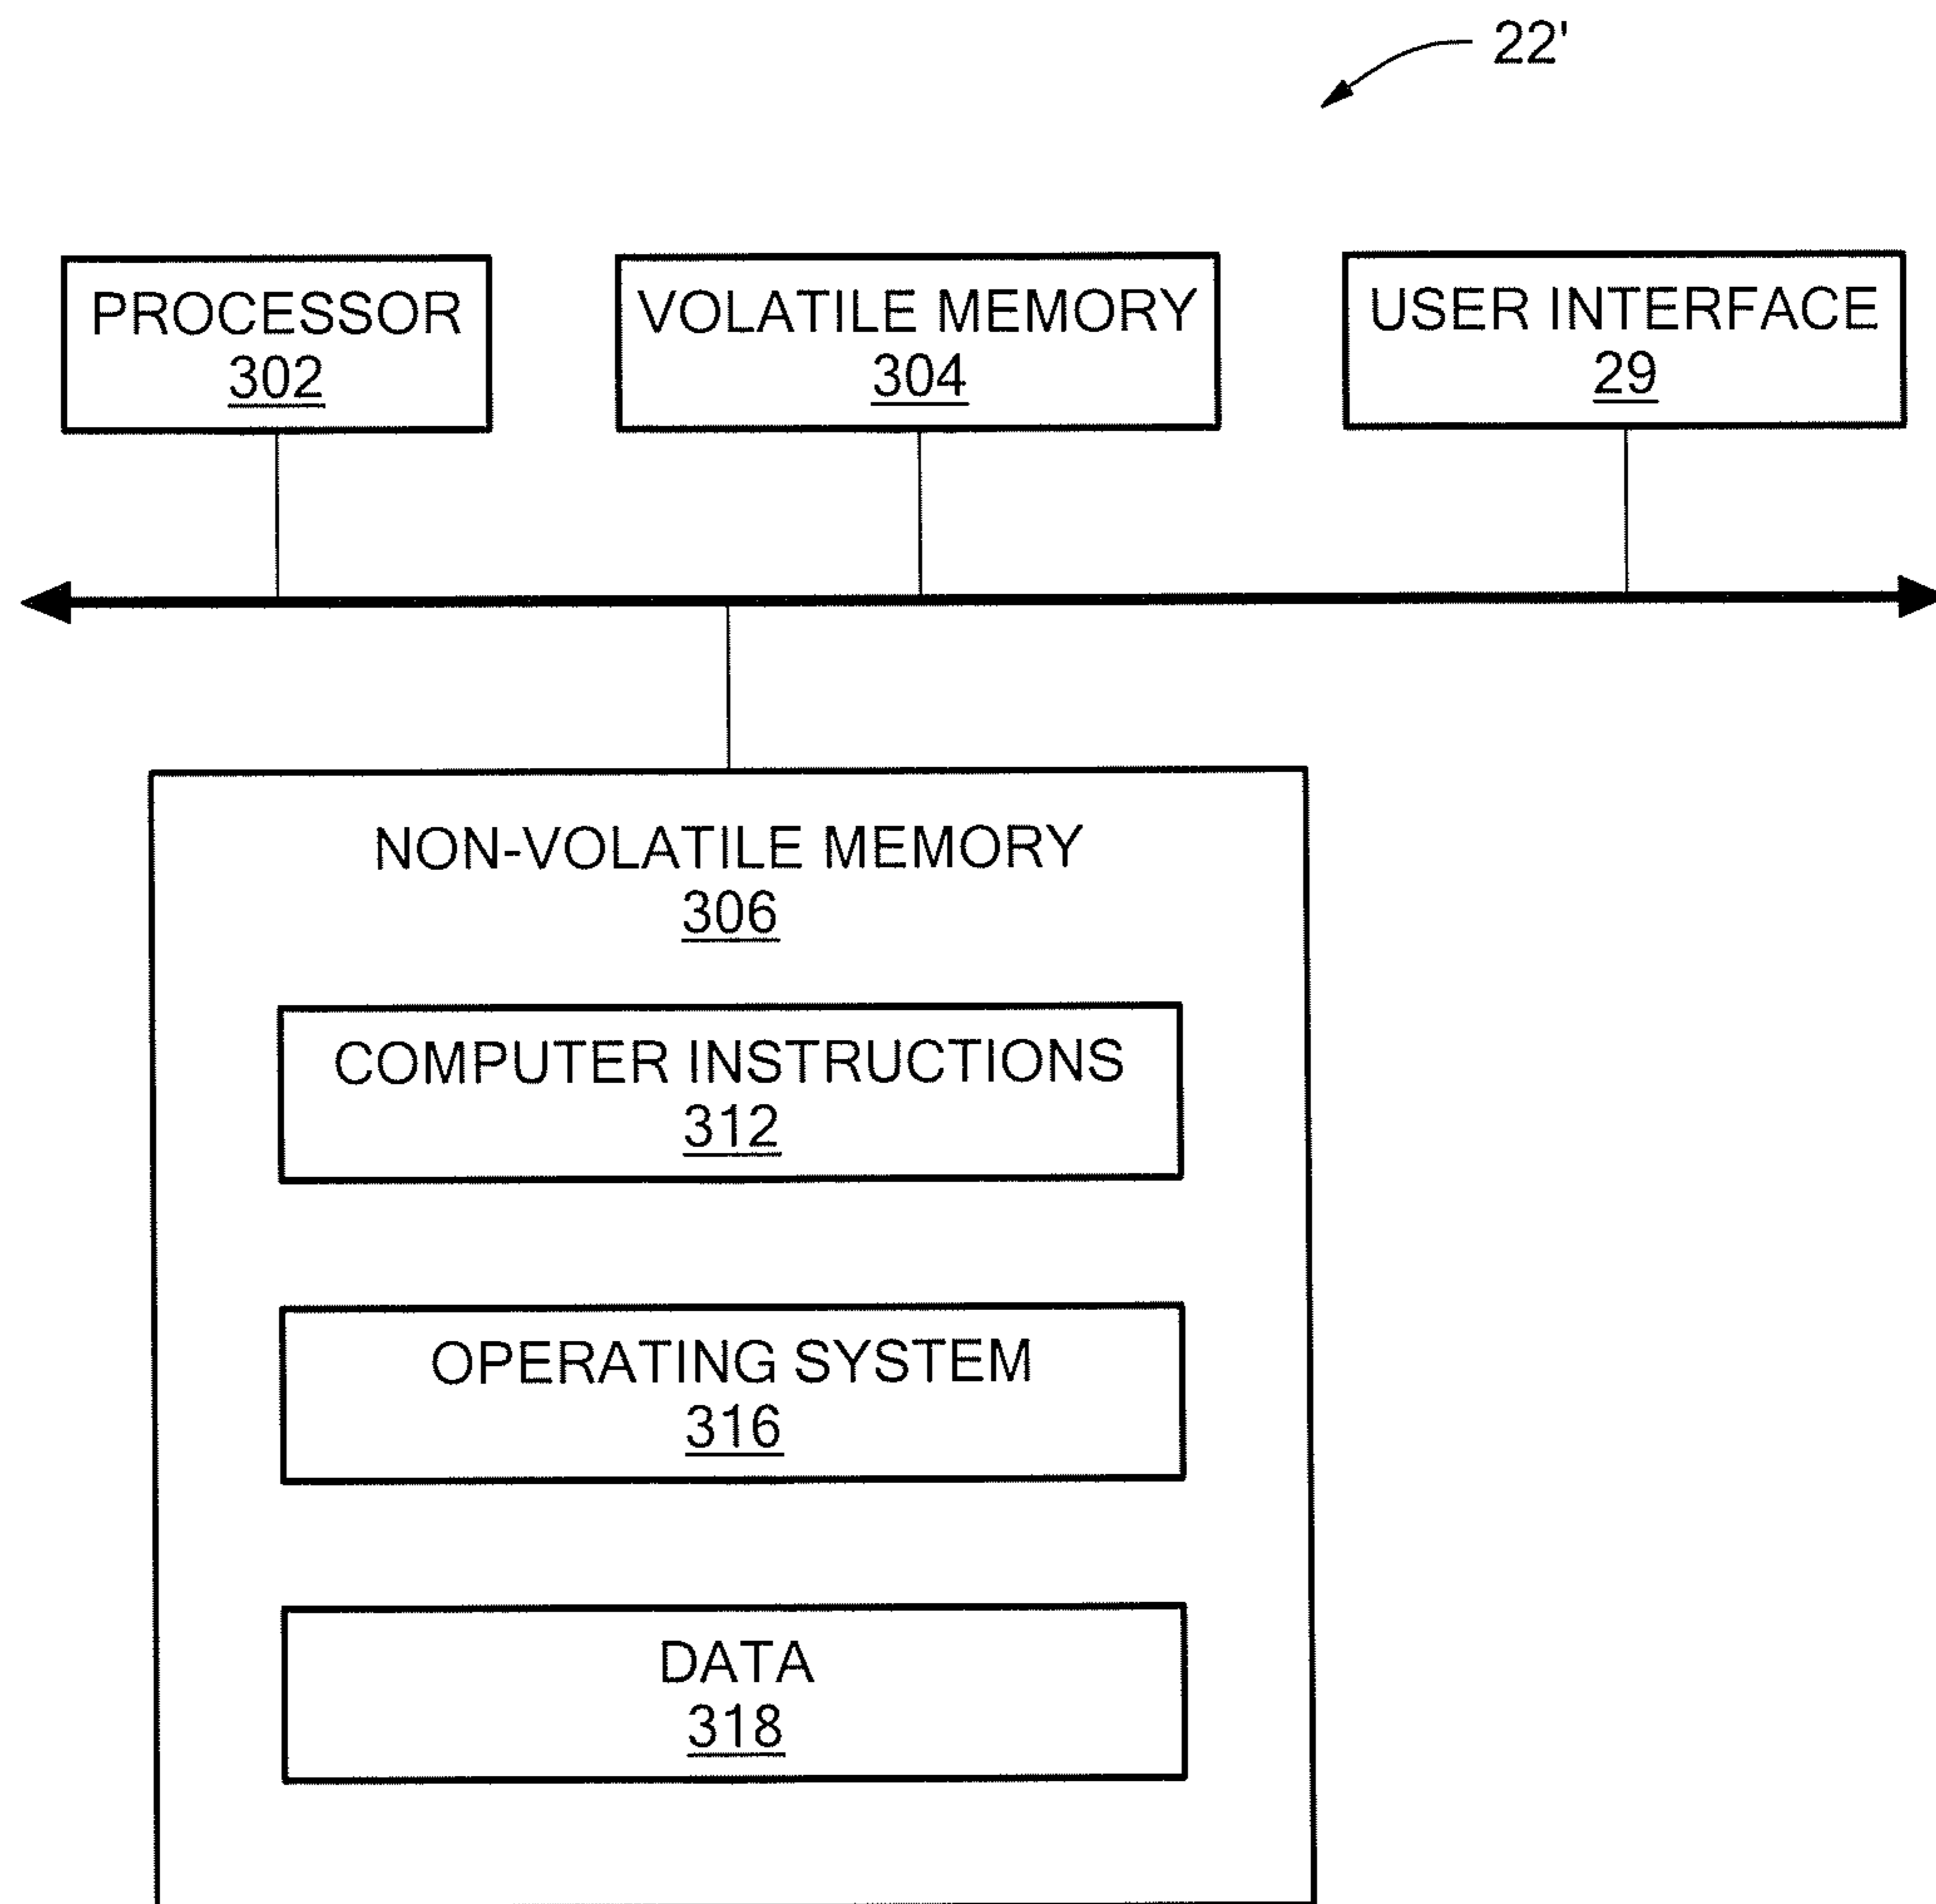 22'
PROCESSOR
302
VOLATILE MEMORY
304
USER INTERFACE
29
NON-VOLATILE MEMORY
306
COMPUTER INSTRUCTIONS
312
OPERATING SYSTEM
316
DATA
318